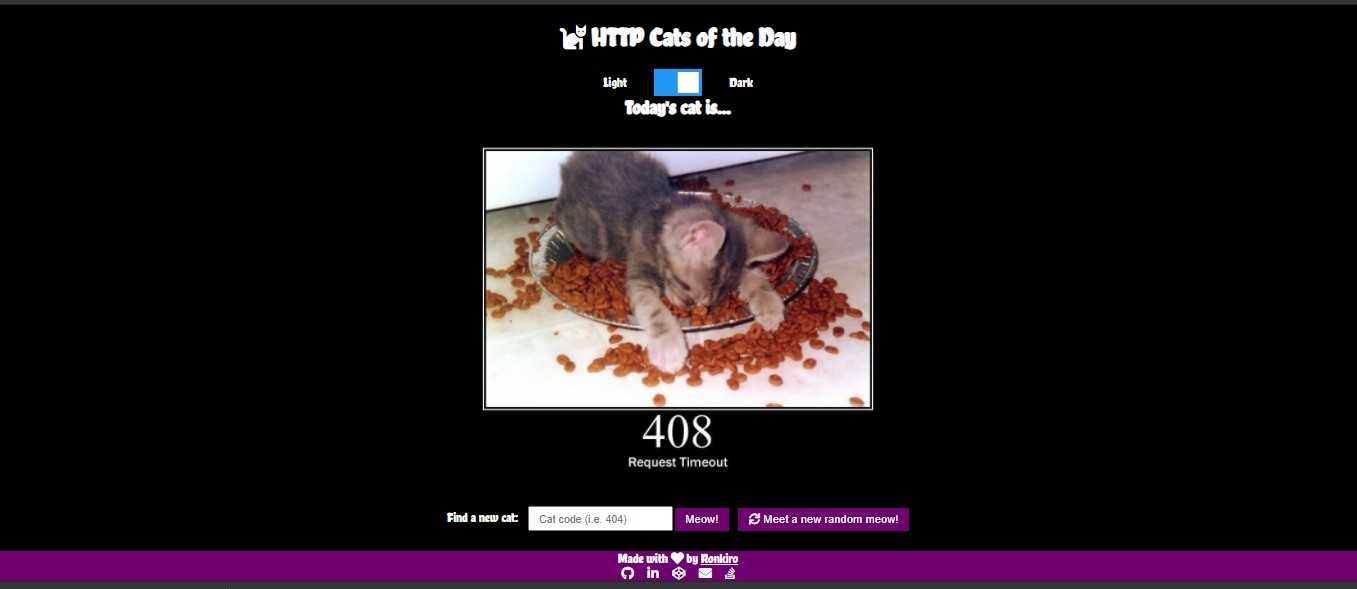 HTTP Cats of the Day
Light Dark
Today's cat is...
408
Request Timeout
Find a new cat: Cat code (i.e. 404) Meow! Meet a new random meow!
Made with by Ronkiro